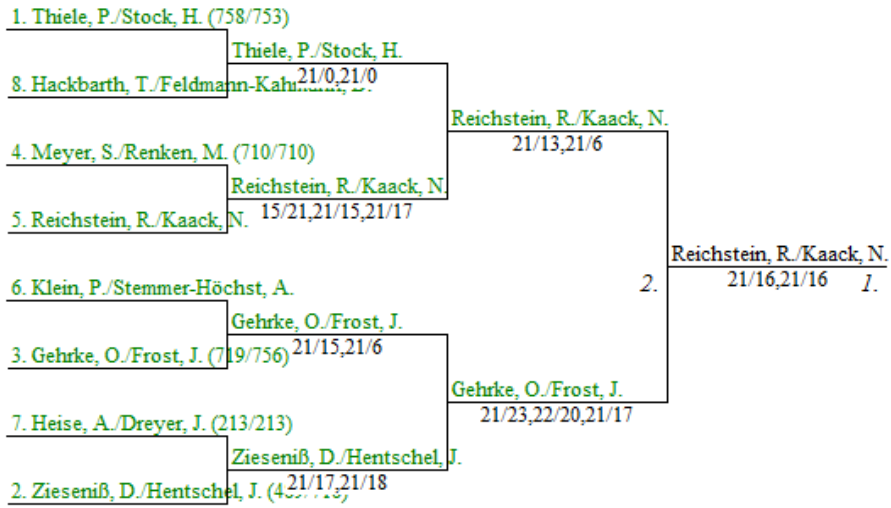 1. Thiele, P./Stock, H. (758/753)
Thiele, P./Stock, H.
21/0,21/0
8. Hackbarth, T./Feldmann-Kahmann, D.
Reichstein, R./Kaack, N.
21/13,21/6
4. Meyer, S./Renken, M. (710/710)
Reichstein, R./Kaack, N.
15/21,21/15,21/17
5. Reichstein, R./Kaack, N.
Reichstein, R./Kaack, N.
21/16,21/16
2.
1.
6. Klein, P./Stemmer-Höchst, A.
Gehrke, O./Frost, J.
21/15,21/6
3. Gehrke, O./Frost, J. (719/756)
Gehrke, O./Frost, J.
21/23,22/20,21/17
7. Heise, A./Dreyer, J. (213/213)
Zieseniß, D./Hentschel, J.
21/17,21/18
2. Zieseniß, D./Hentschel, J.